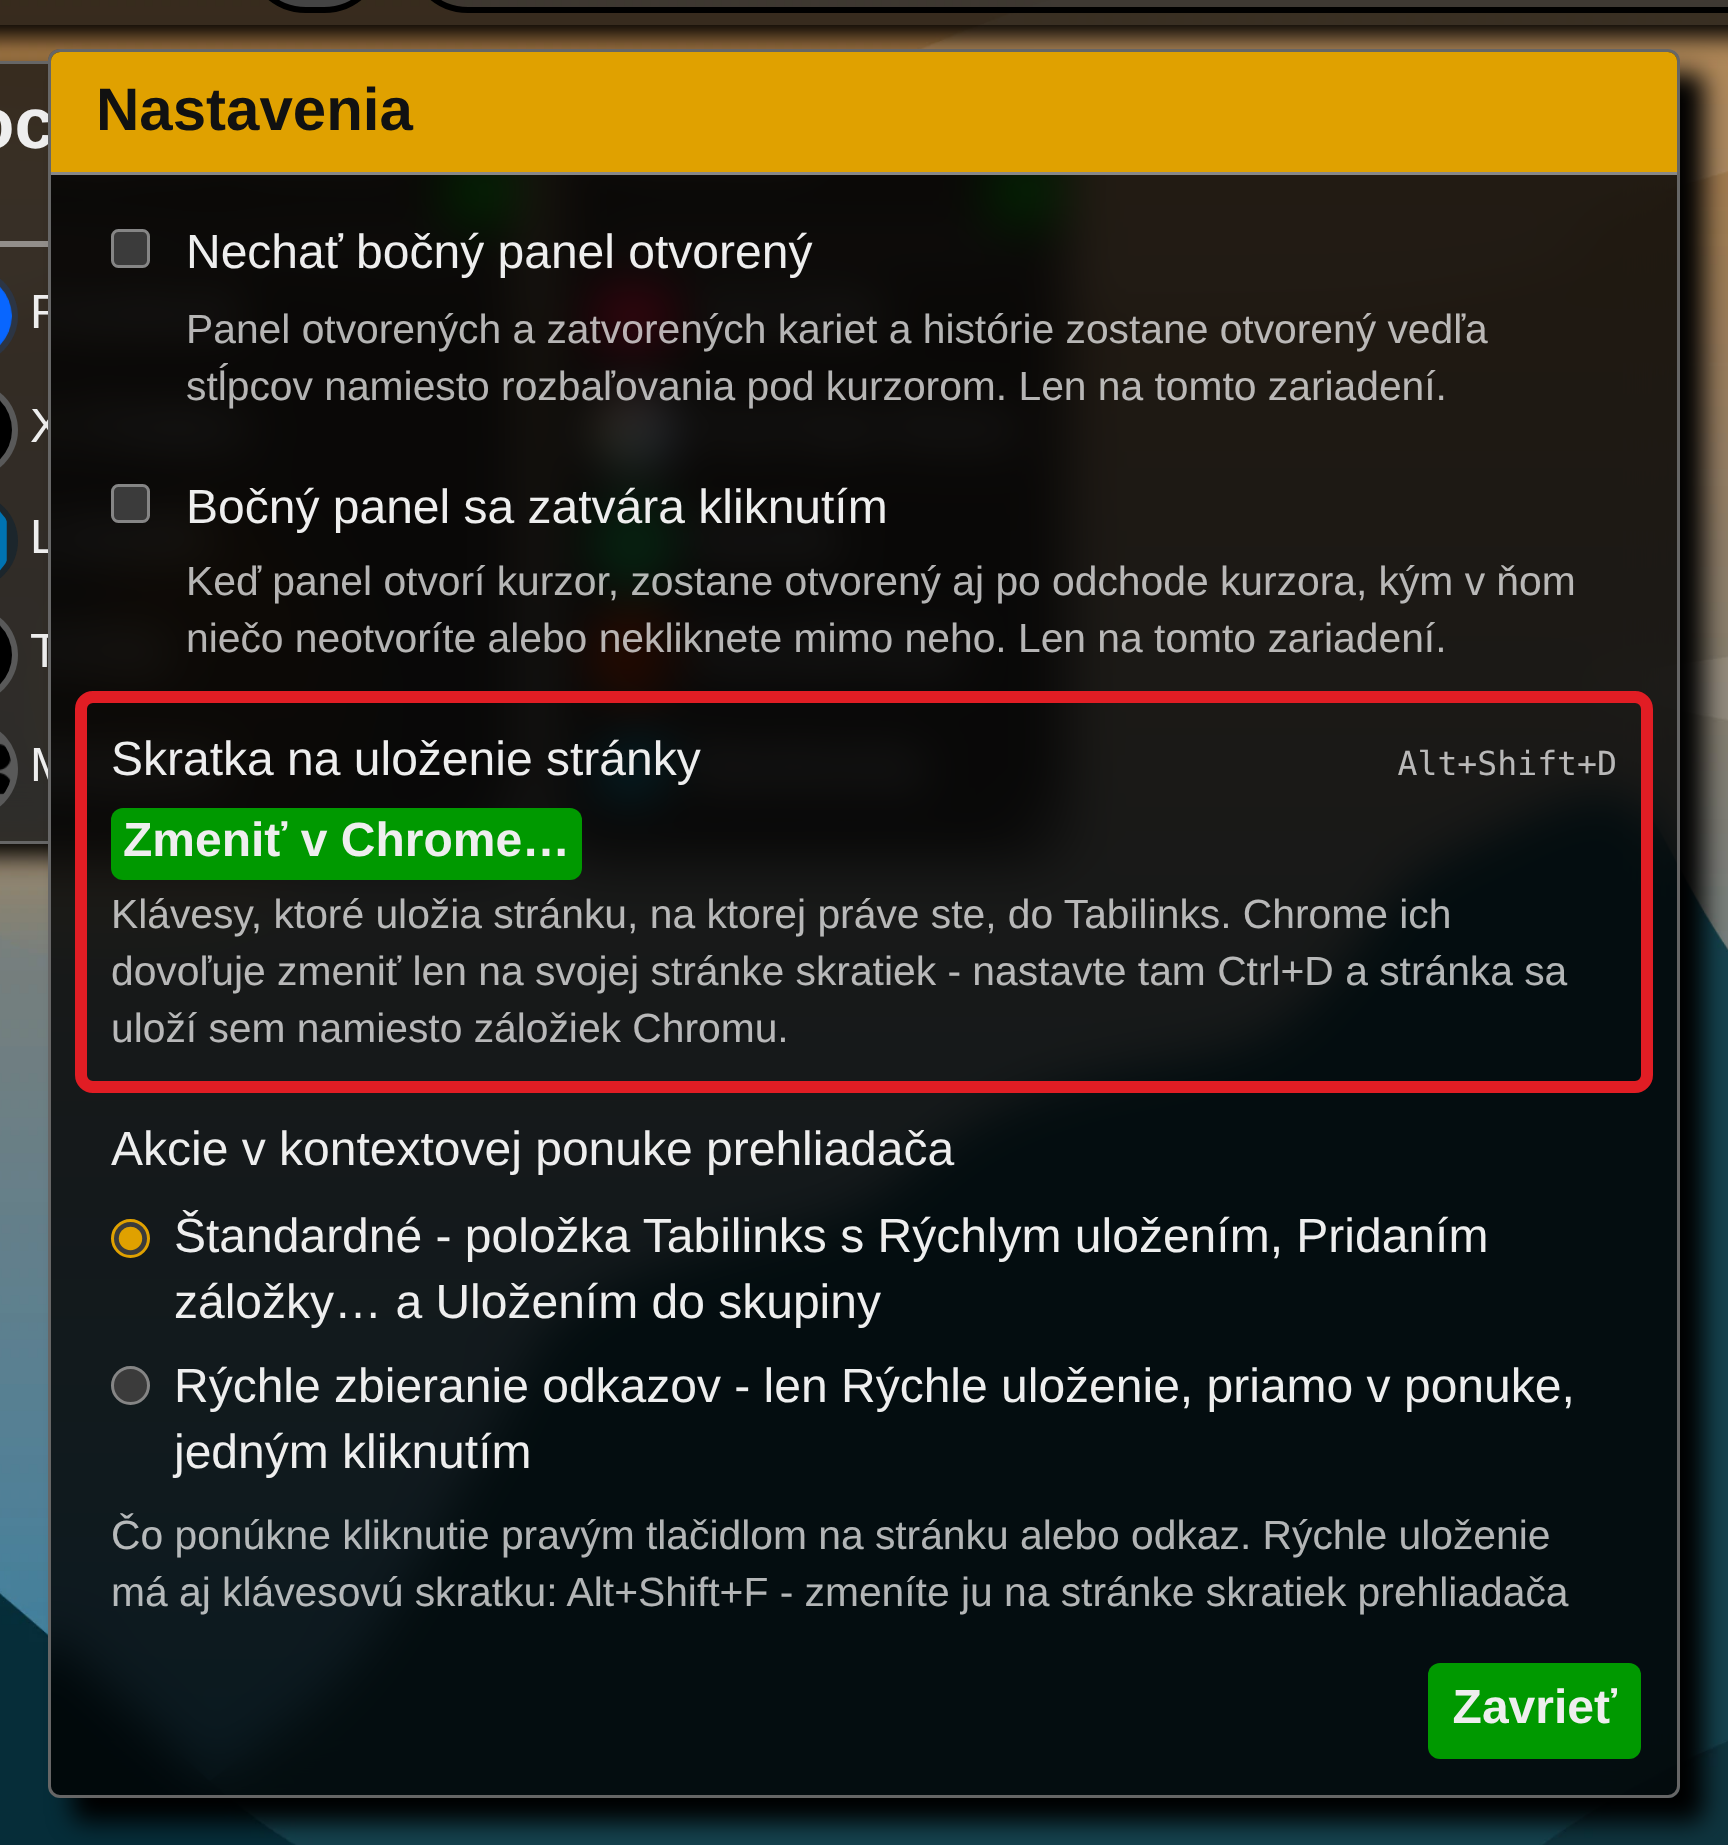 Nastavenia
Nechať bočný panel otvorený
Panel otvorených a zatvorených kariet a histórie zostane otvorený vedľa
stĺpcov namiesto rozbaľovania pod kurzorom. Len na tomto zariadení.
Bočný panel sa zatvára kliknutím
Keď panel otvorí kurzor, zostane otvorený aj po odchode kurzora, kým v ňom
niečo neotvoríte alebo nekliknete mimo neho. Len na tomto zariadení.
Skratka na uloženie stránky
Alt+Shift+D
Zmeniť v Chrome…
Klávesy, ktoré uložia stránku, na ktorej práve ste, do Tabilinks. Chrome ich
dovoľuje zmeniť len na svojej stránke skratiek - nastavte tam Ctrl+D a stránka sa
uloží sem namiesto záložiek Chromu.
Akcie v kontextovej ponuke prehliadača
Štandardné - položka Tabilinks s Rýchlym uložením, Pridaním
záložky… a Uložením do skupiny
Rýchle zbieranie odkazov - len Rýchle uloženie, priamo v ponuke,
jedným kliknutím
Čo ponúkne kliknutie pravým tlačidlom na stránku alebo odkaz. Rýchle uloženie
má aj klávesovú skratku: Alt+Shift+F - zmeníte ju na stránke skratiek prehliadača
Zavrieť